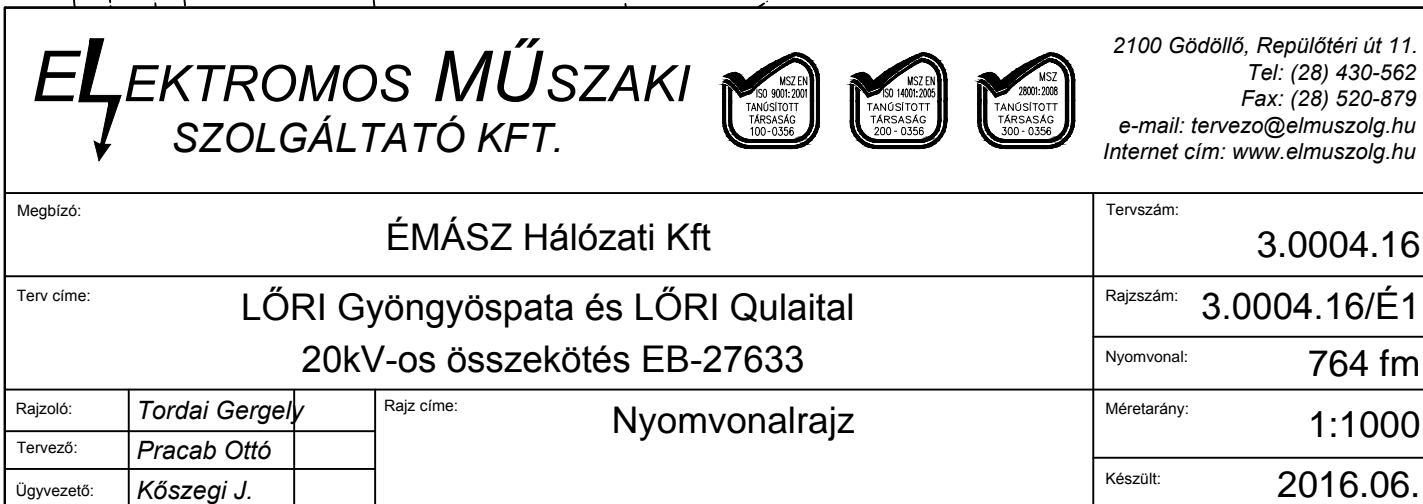 ELEKTROMOS MŰSZAKI
SZOLGÁLTATÓ KFT.
MSZ EN
ISO 9001:2001
TANÚSÍTOTT
TÁRSASÁG
100-0356
MSZ EN
ISO 14001:2005
TANÚSÍTOTT
TÁRSASÁG
200 - 0356
MSZ
28001:2008
TANÚSÍTOTT
TÁRSASÁG
300 - 0356
2100 Gödöllő, Repülőtéri út 11.
Tel: (28) 430-562
Fax: (28) 520-879
e-mail: tervezo@elmuszolg.hu
Internet cím: www.elmuszolg.hu
Megbízó:
ÉMÁSZ Hálózati Kft
Tervszám:
3.0004.16
Terv címe:
LŐRI Gyöngyöspata és LŐRI Qulaital
20kV-os összekötés EB-27633
Rajzszám: 3.0004.16/É1
Nyomvonal: 764 fm
Rajzoló: Tordai Gergely
Tervező: Pracab Ottó
Ügyvezető: Kőszegi J.
Rajz címe:
Nyomvonalrajz
Méretarány: 1:1000
Készült: 2016.06.